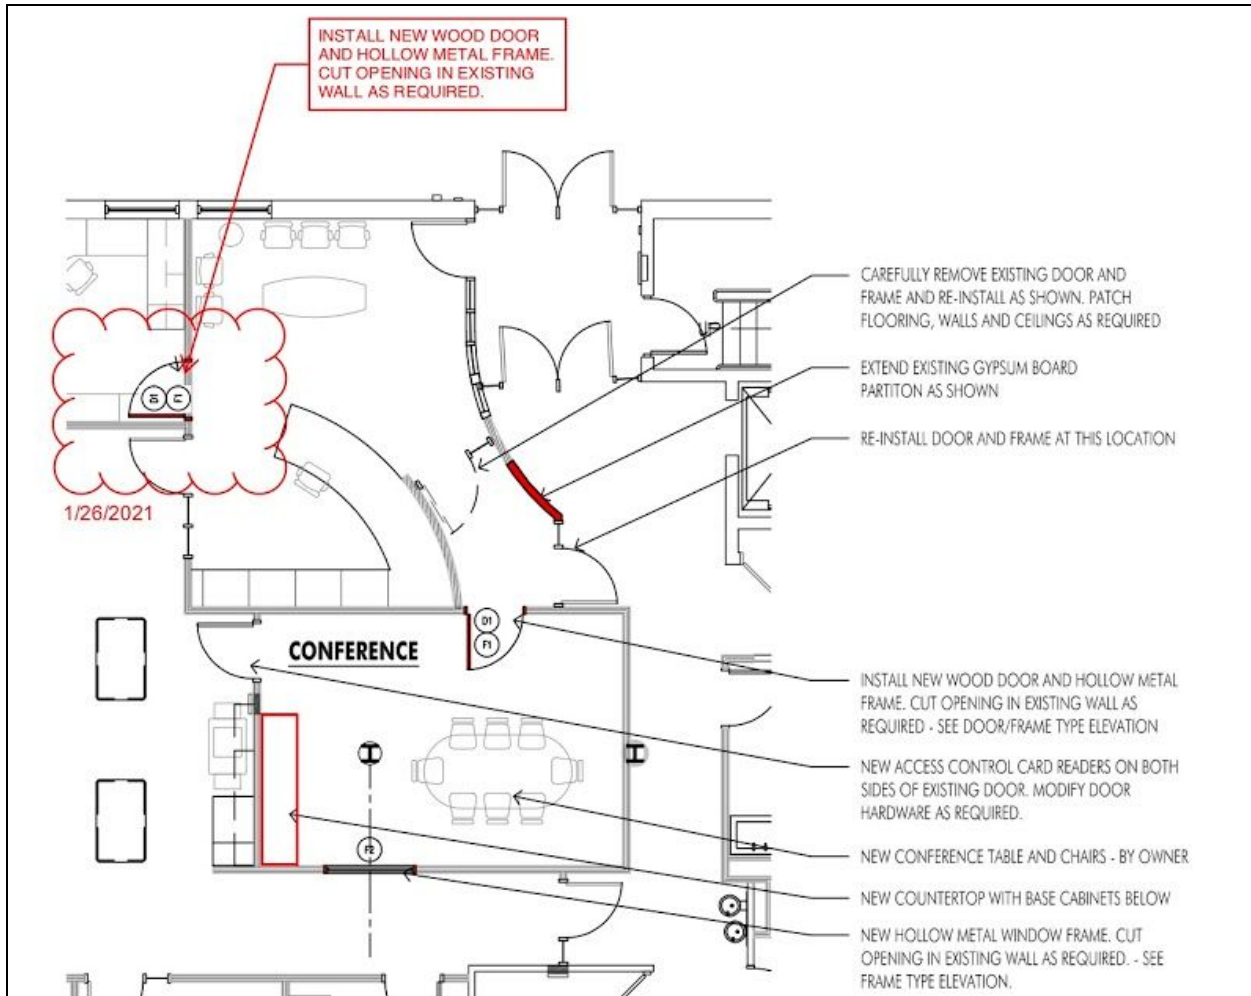 INSTALL NEW WOOD DOOR
AND HOLLOW METAL FRAME.
CUT OPENING IN EXISTING
WALL AS REQUIRED.
CAREFULLY REMOVE EXISTING DOOR AND
FRAME AND RE-INSTALL AS SHOWN. PATCH
FLOORING, WALLS AND CEILINGS AS REQUIRED
EXTEND EXISTING GYPSUM BOARD
PARTITON AS SHOWN
RE-INSTALL DOOR AND FRAME AT THIS LOCATION
D1
F1
1/26/2021
D1
F1
CONFERENCE
INSTALL NEW WOOD DOOR AND HOLLOW METAL
FRAME. CUT OPENING IN EXISTING WALL AS
REQUIRED - SEE DOOR/FRAME TYPE ELEVATION
NEW ACCESS CONTROL CARD READERS ON BOTH
SIDES OF EXISTING DOOR. MODIFY DOOR
HARDWARE AS REQUIRED.
F2
NEW CONFERENCE TABLE AND CHAIRS - BY OWNER
NEW COUNTERTOP WITH BASE CABINETS BELOW
NEW HOLLOW METAL WINDOW FRAME. CUT
OPENING IN EXISTING WALL AS REQUIRED. - SEE
FRAME TYPE ELEVATION.